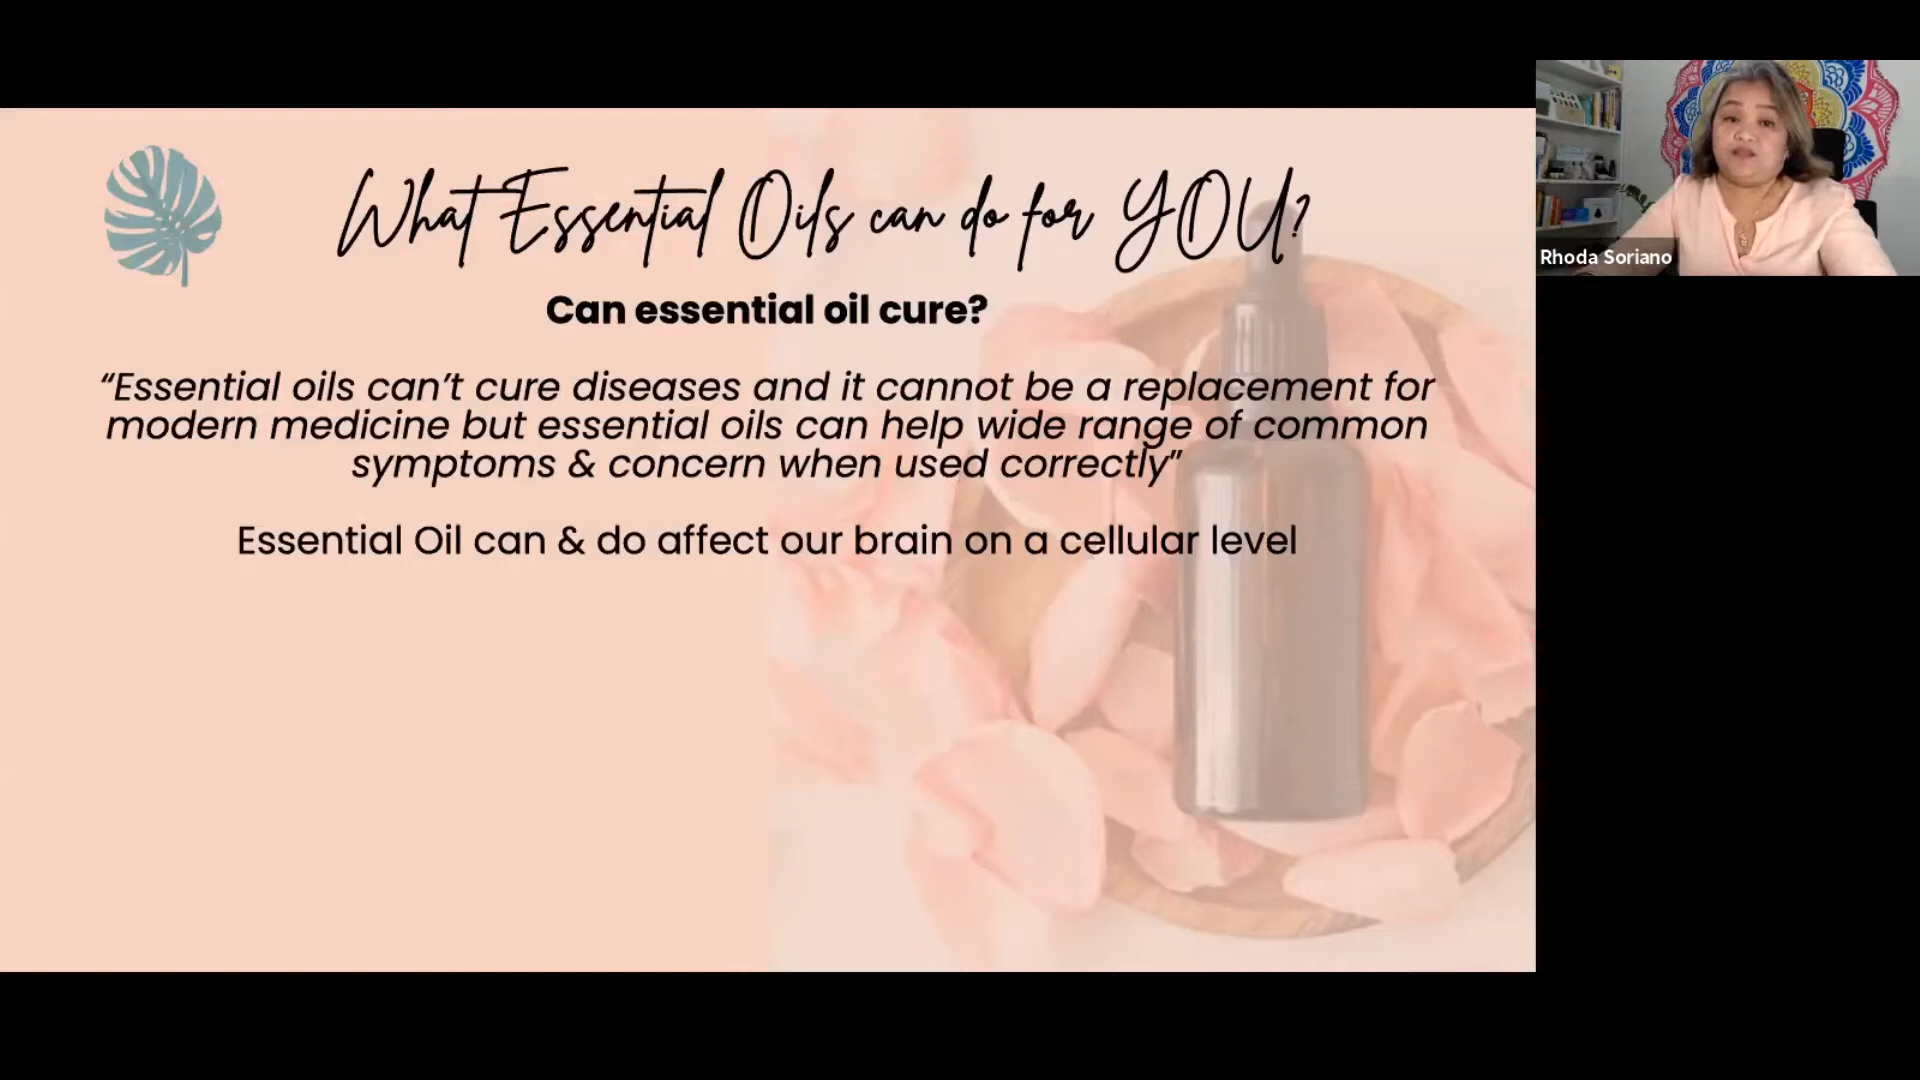 What Essential Oils can do for YOU?
Can essential oil cure?
“Essential oils can’t cure diseases and it cannot be a replacement for
modern medicine but essential oils can help wide range of common
symptoms & concern when used correctly”
Essential Oil can & do affect our brain on a cellular level
Rhoda Soriano